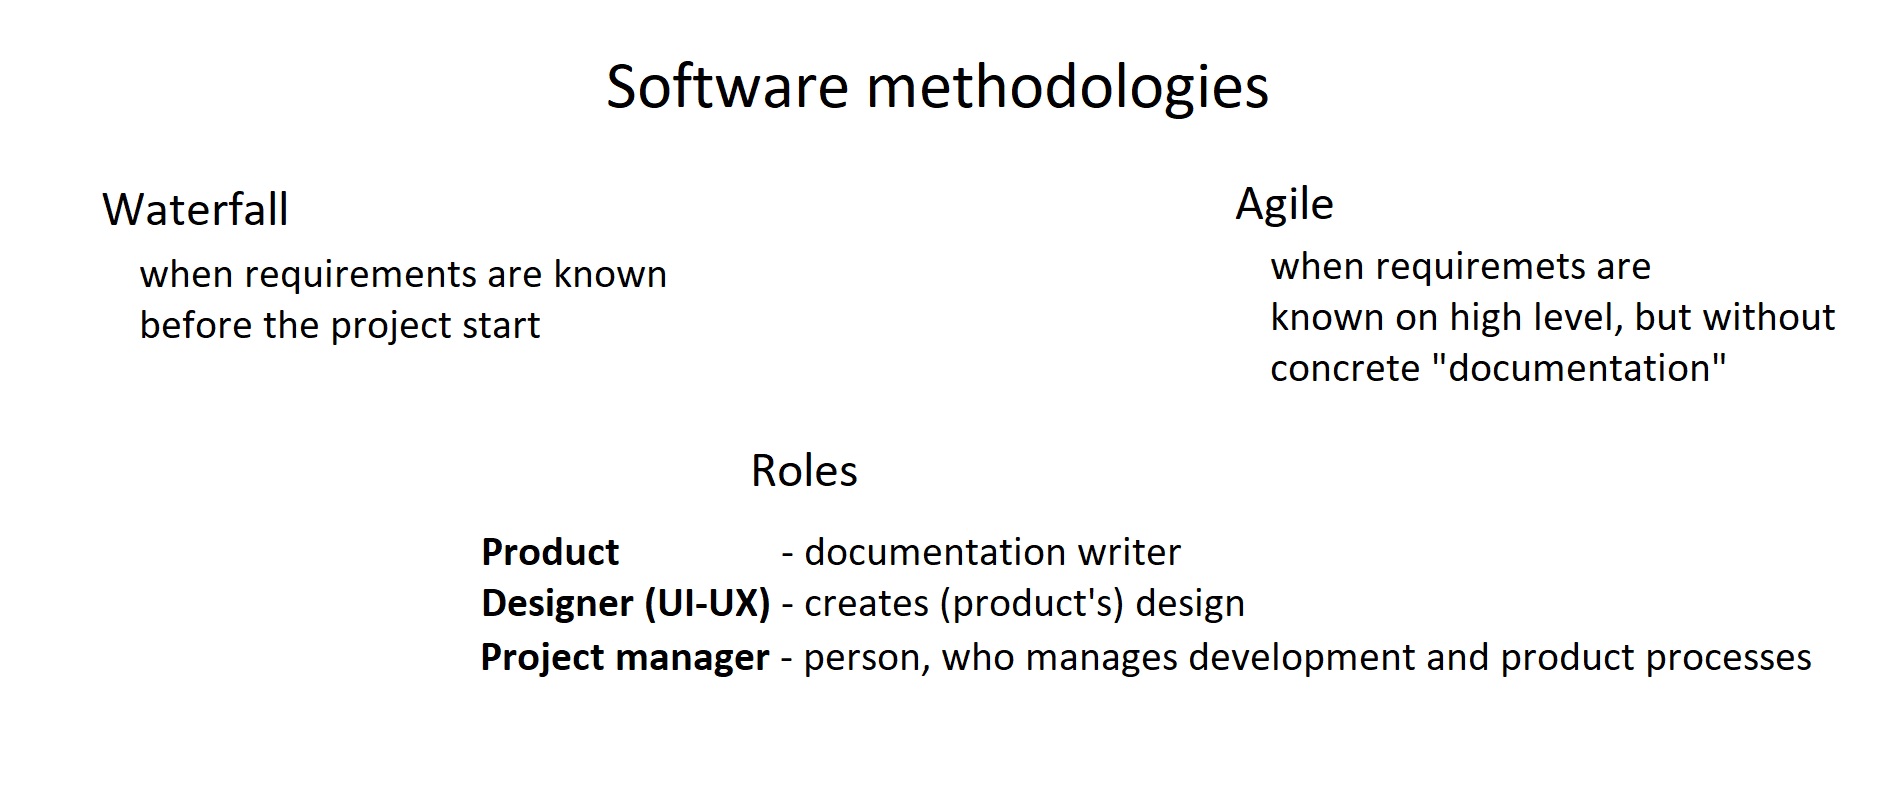 Software methodologies
Waterfall
when requirements are known
before the project start
Agile
when requiremets are
known on high level, but without
concrete "documentation"
Roles
Product - documentation writer
Designer (UI-UX) - creates (product's) design
Project manager - person, who manages development and product processes